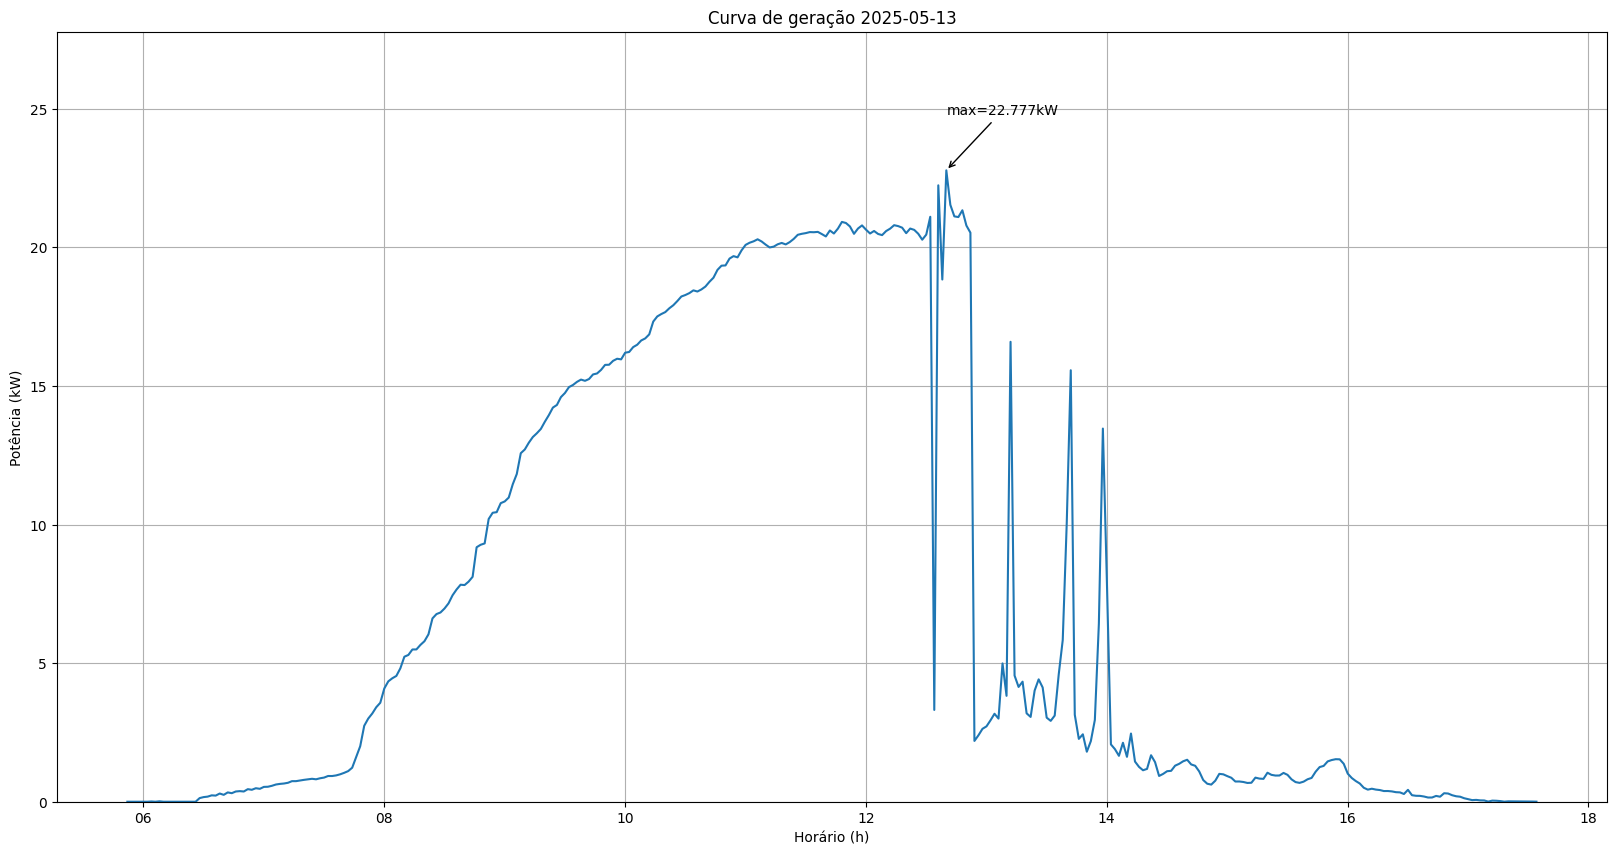 Curva de geração 2025-05-13
max=22.777kW
25
20
15
10
5
0
Potência (kW)
06 08 10 12 14 16 18
Horário (h)